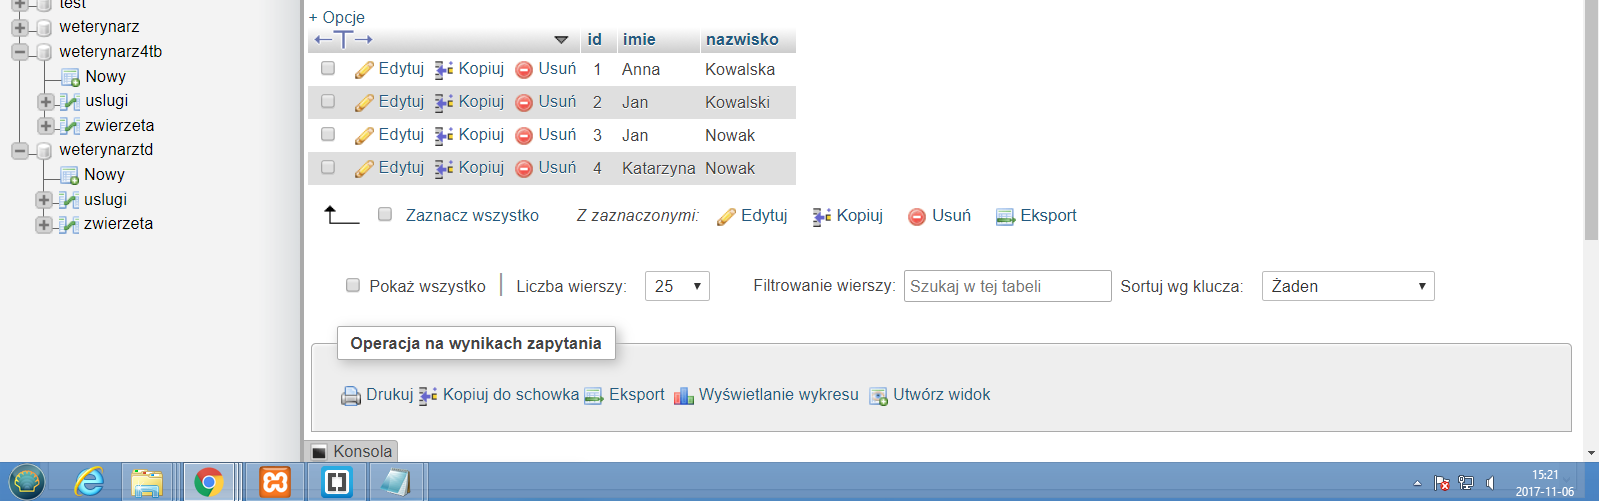 test
weterynarz
weterynarz4tb
Nowy
uslugi
zwierzeta
weterynarztd
Nowy
uslugi
zwierzeta
+ Opcje
id imie nazwisko
Edytuj Kopiuj Usuń 1 Anna Kowalska
Edytuj Kopiuj Usuń 2 Jan Kowalski
Edytuj Kopiuj Usuń 3 Jan Nowak
Edytuj Kopiuj Usuń 4 Katarzyna Nowak
Zaznacz wszystko Z zaznaczonymi: Edytuj Kopiuj Usuń Eksport
Pokaż wszystko Liczba wierszy: 25 Filtrowanie wierszy: Szukaj w tej tabeli Sortuj wg klucza: Żaden
Operacja na wynikach zapytania
Drukuj Kopiuj do schowka Eksport Wyświetlanie wykresu Utwórz widok
Konsola
15:21
2017-11-06